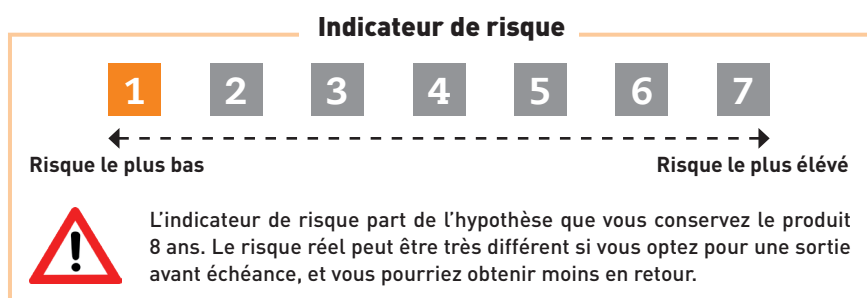 Indicateur de risque
1 2 3 4 5 6 7
Risque le plus bas Risque le plus élévé
L'indicateur de risque part de l'hypothèse que vous conservez le produit
8 ans. Le risque réel peut être très différent si vous optez pour une sortie
avant échéance, et vous pourriez obtenir moins en retour.